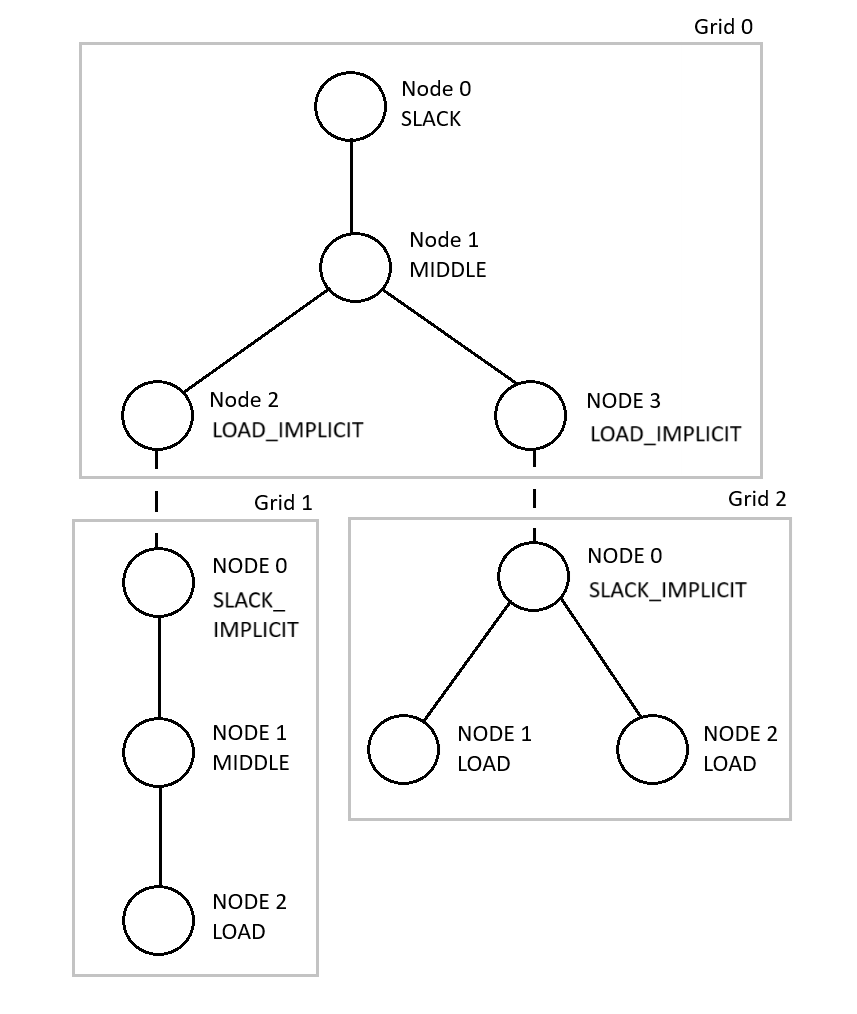 Grid 0
Node 0
SLACK
Node 1
MIDDLE
Node 2
LOAD_IMPLICIT
NODE 3
LOAD_IMPLICIT
Grid 1
NODE 0
SLACK_
IMPLICIT
NODE 1
MIDDLE
NODE 2
LOAD
Grid 2
NODE 0
SLACK_IMPLICIT
NODE 1
LOAD
NODE 2
LOAD